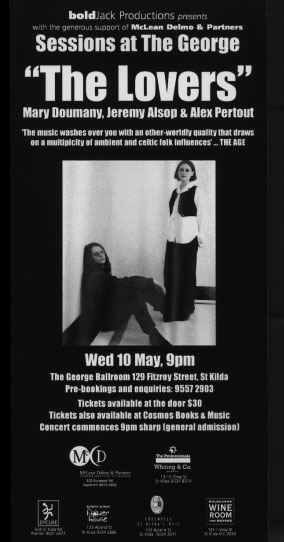 boldJack Productions presents
with the generous support of McLean Delmo & Partners
Sessions at The George
“The Lovers”
Mary Doumany, Jeremy Alsop & Alex Pertout
'The music washes over you with an other-worldly quality that draws
on a multiplicity of ambient and celtic folk influences' ... THE AGE
Wed 10 May, 9pm
The George Ballroom 129 Fitzroy Street, St Kilda
Pre-bookings and enquiries: 9557 2903
Tickets available at the door $30
Tickets also available at Cosmos Books & Music
Concert commences 9pm sharp (general admission)
McLean Delmo & Partners
The Professionals
Whiting & Co.
MELBOURNE
WINE
ROOM
THE GEORGE